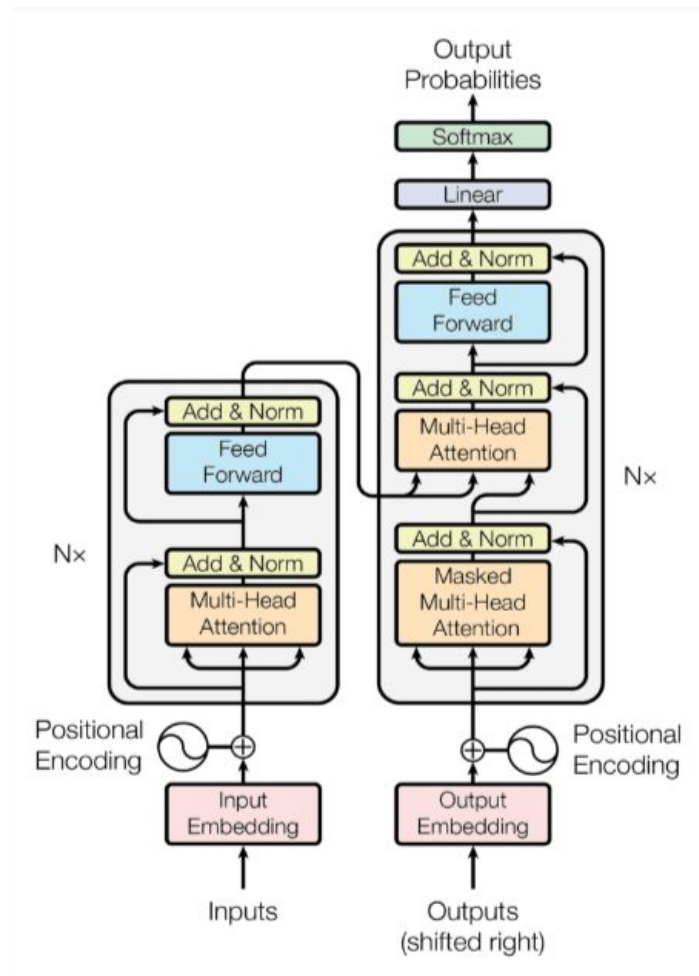 Output
Probabilities
Softmax
Linear
Add & Norm
Feed
Forward
Add & Norm
Multi-Head
Attention
Nx
Add & Norm
Masked
Multi-Head
Attention
Add & Norm
Feed
Forward
Nx
Add & Norm
Multi-Head
Attention
Positional
Encoding
Positional
Encoding
Input
Embedding
Output
Embedding
Inputs
Outputs
(shifted right)